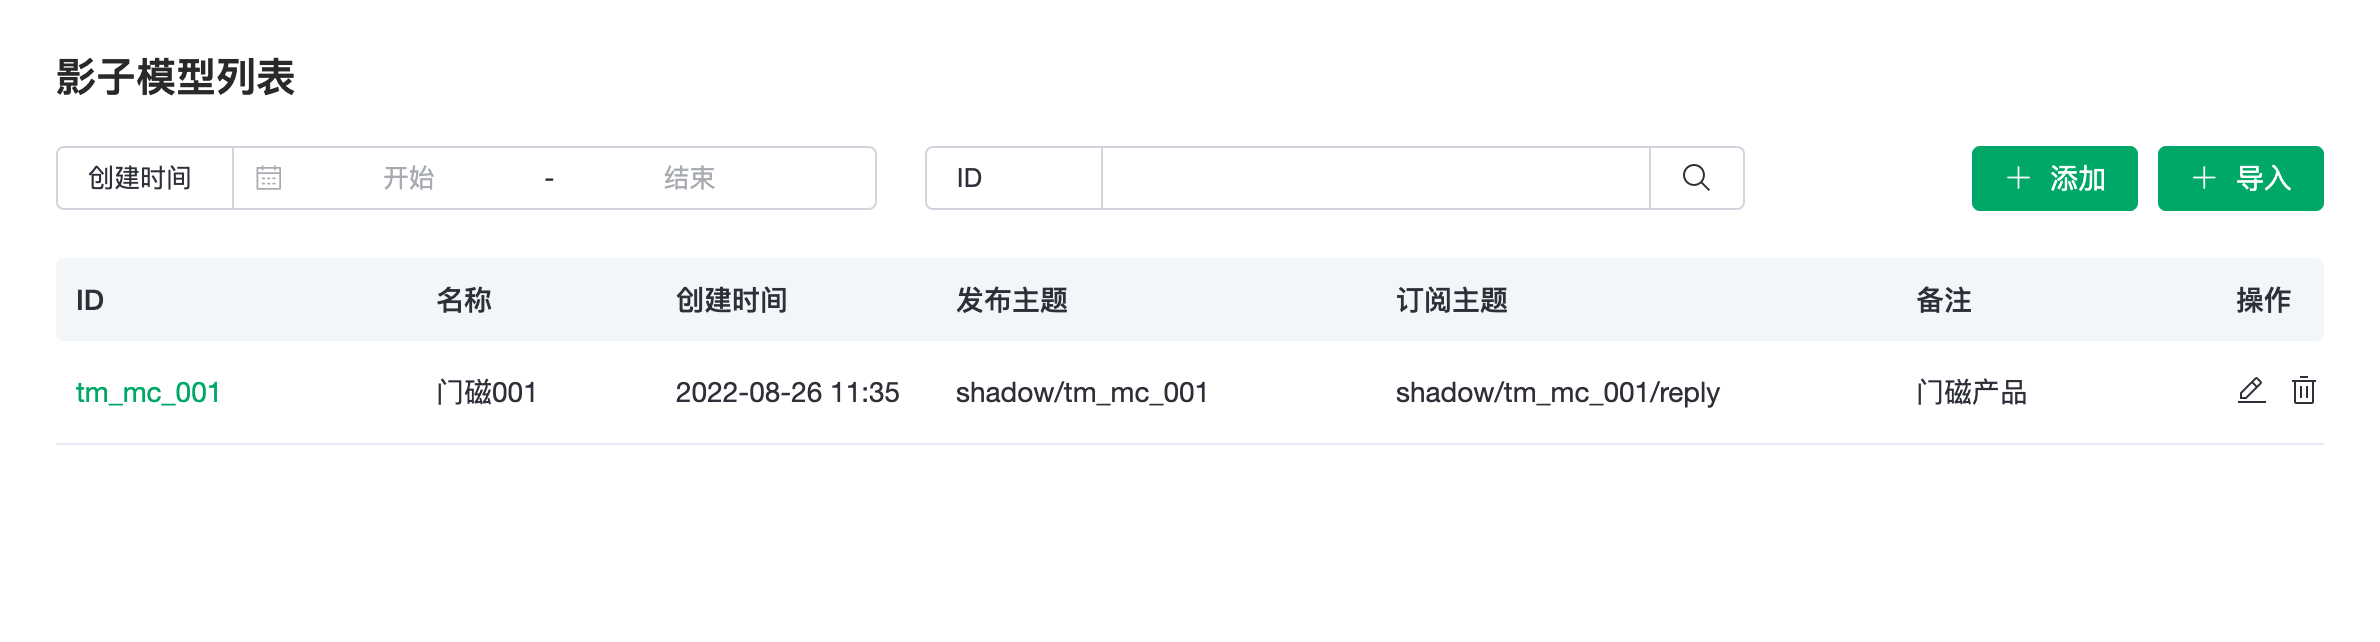 影子模型列表
创建时间 开始 - 结束 ID 添加 导入
ID 名称 创建时间 发布主题 订阅主题 备注 操作
tm_mc_001 门磁001 2022-08-26 11:35 shadow/tm_mc_001 shadow/tm_mc_001/reply 门磁产品